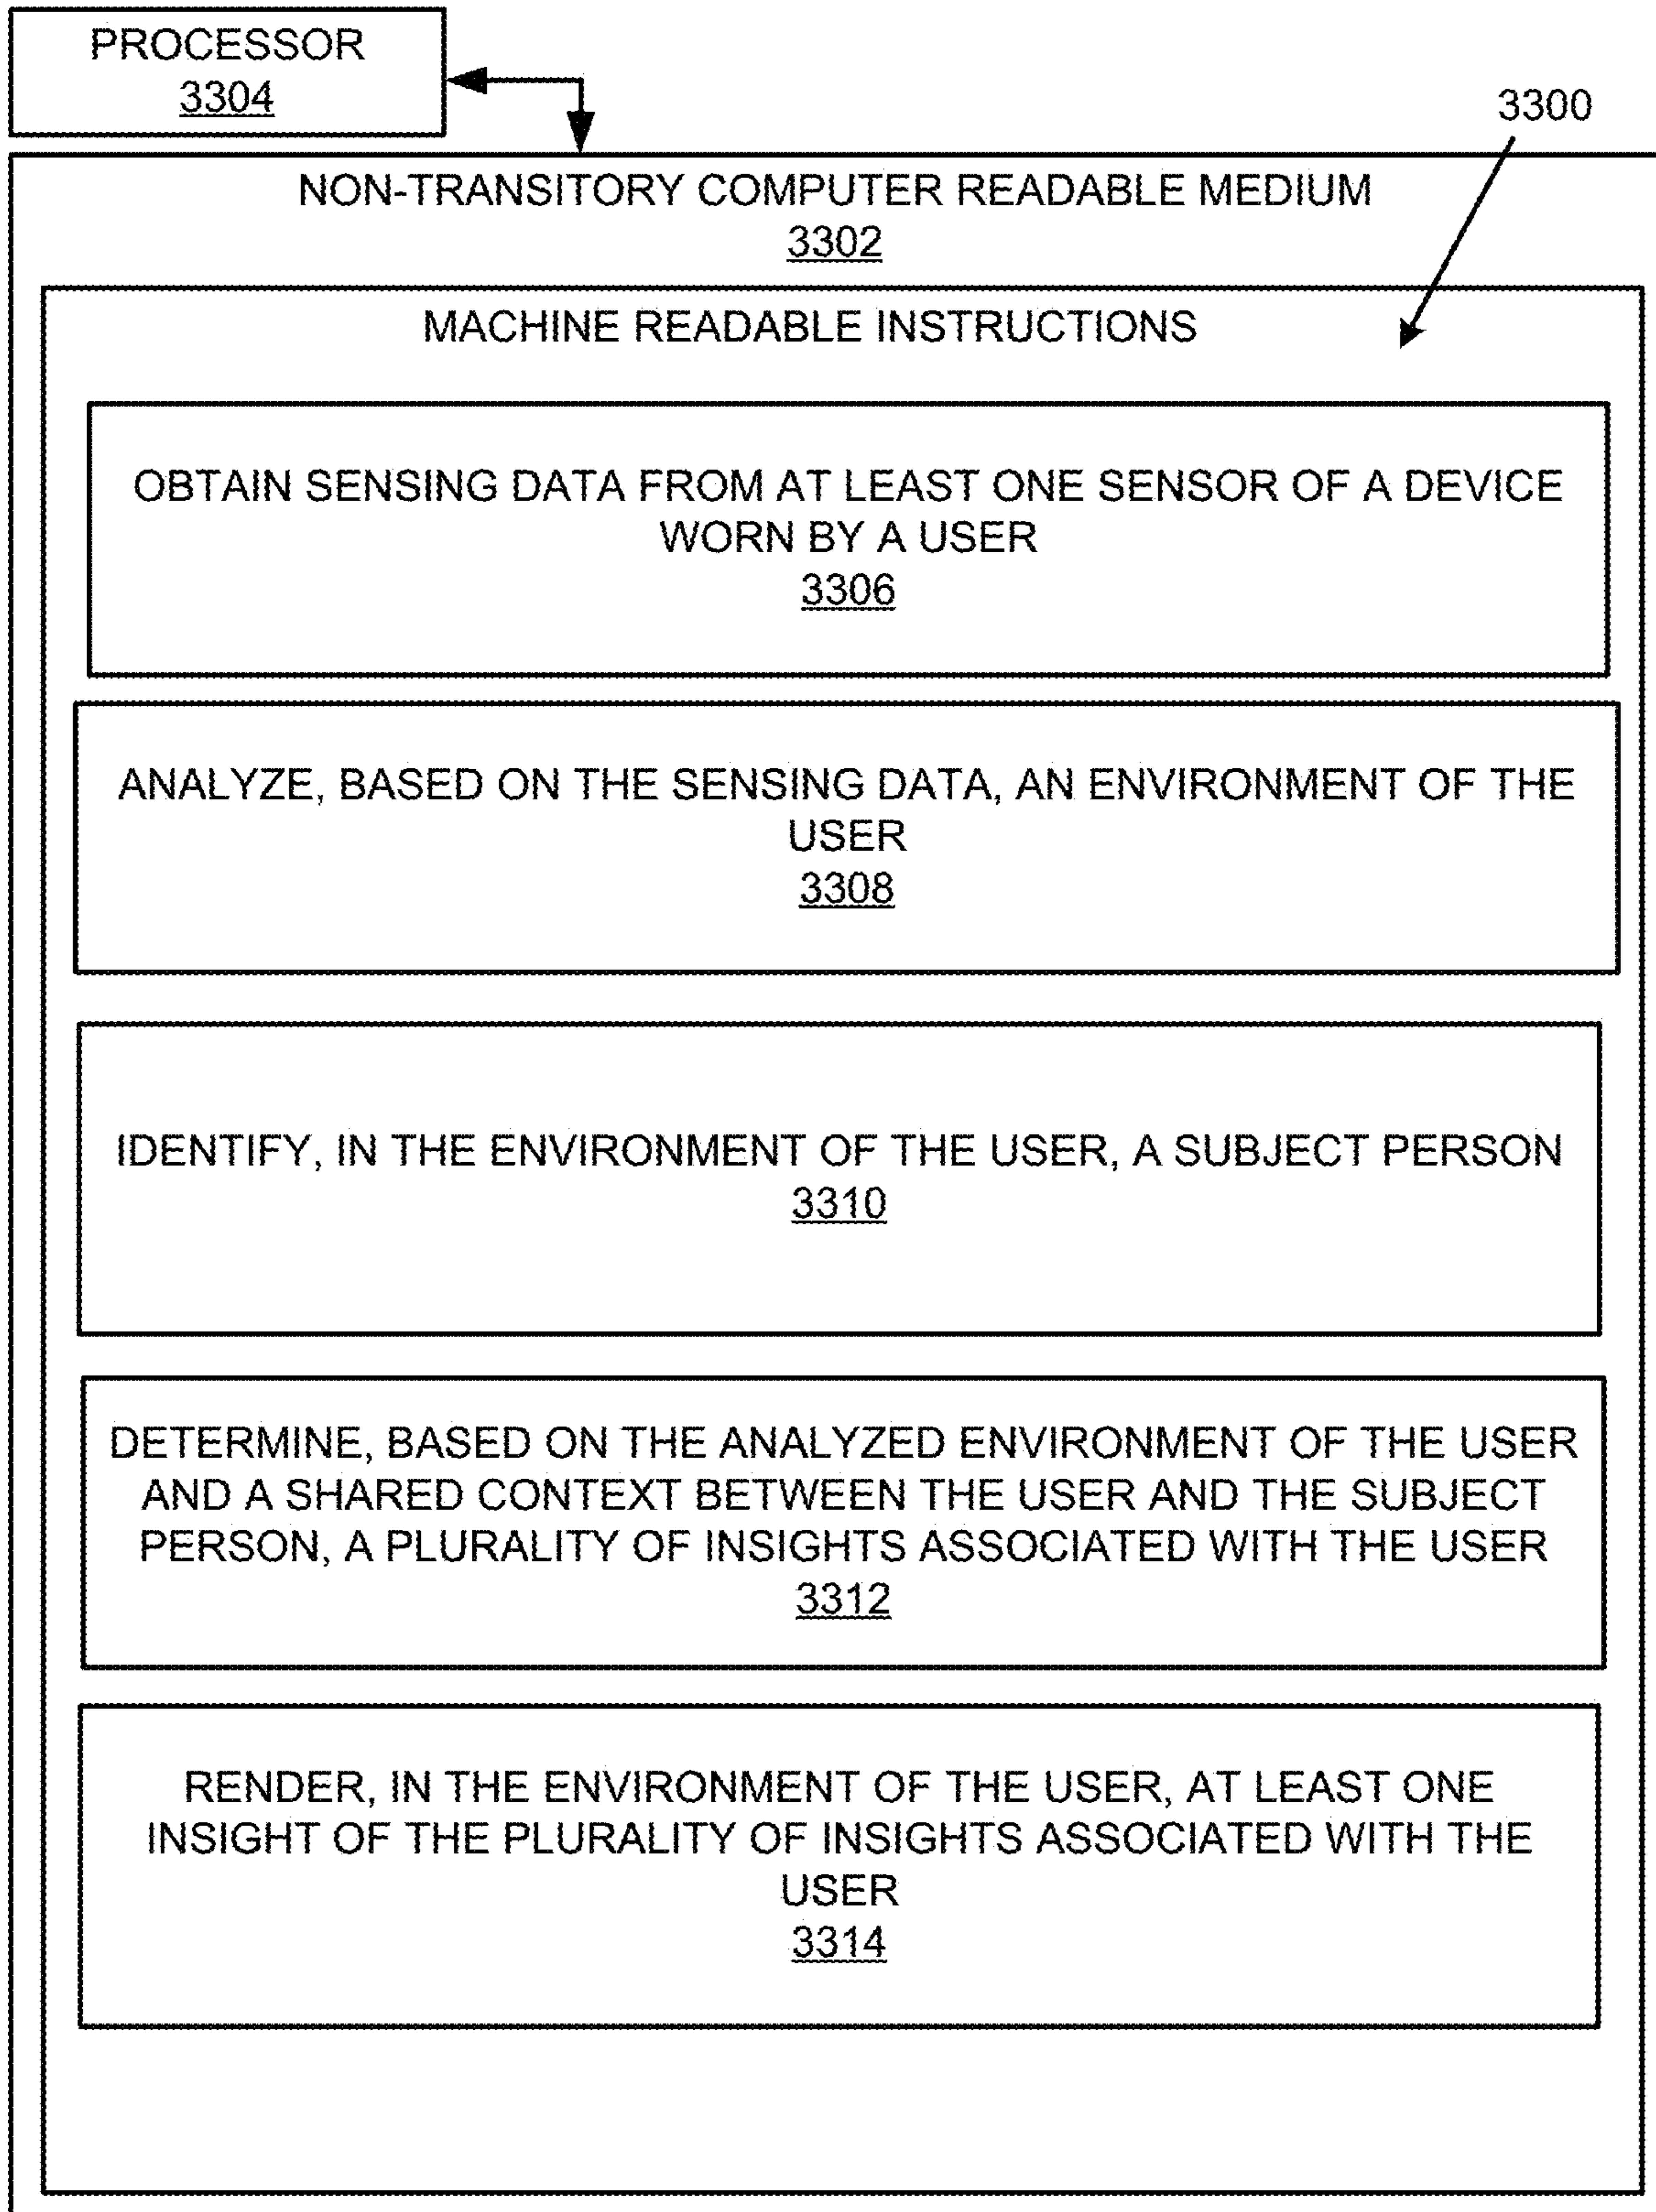 PROCESSOR
3304
3300
NON-TRANSITORY COMPUTER READABLE MEDIUM
3302
MACHINE READABLE INSTRUCTIONS
OBTAIN SENSING DATA FROM AT LEAST ONE SENSOR OF A DEVICE
WORN BY A USER
3306
ANALYZE, BASED ON THE SENSING DATA, AN ENVIRONMENT OF THE
USER
3308
IDENTIFY, IN THE ENVIRONMENT OF THE USER, A SUBJECT PERSON
3310
DETERMINE, BASED ON THE ANALYZED ENVIRONMENT OF THE USER
AND A SHARED CONTEXT BETWEEN THE USER AND THE SUBJECT
PERSON, A PLURALITY OF INSIGHTS ASSOCIATED WITH THE USER
3312
RENDER, IN THE ENVIRONMENT OF THE USER, AT LEAST ONE
INSIGHT OF THE PLURALITY OF INSIGHTS ASSOCIATED WITH THE
USER
3314